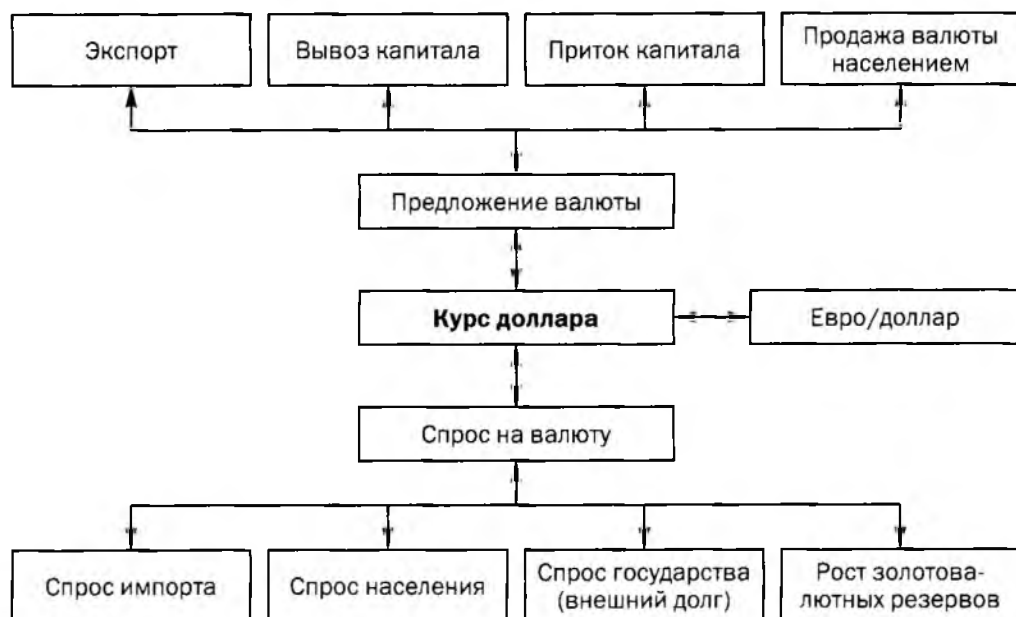 Экспорт
Вывоз капитала
Приток капитала
Продажа валюты
населением
Предложение валюты
Курс доллара
Евро/доллар
Спрос на валюту
Спрос импорта
Спрос населения
Спрос государства
(внешний долг)
Рост золотова-
лютных резервов